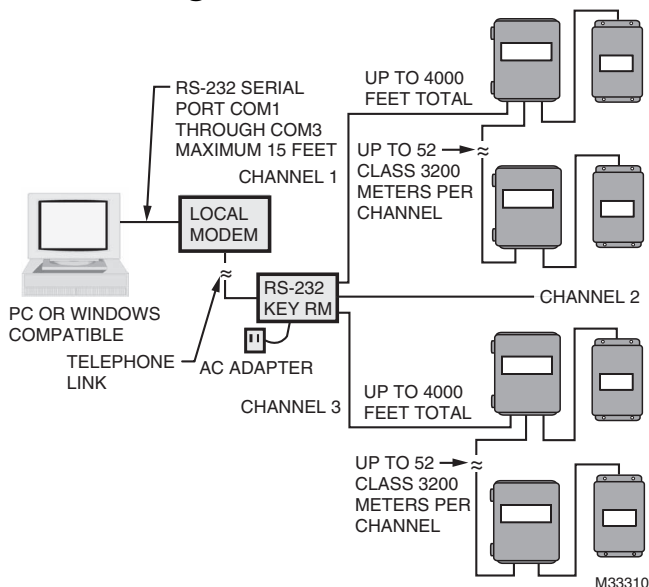 RS-232 SERIAL
PORT COM1
THROUGH COM3
MAXIMUM 15 FEET
CHANNEL 1
UP TO 4000
FEET TOTAL
UP TO 52
CLASS 3200
METERS PER
CHANNEL
LOCAL
MODEM
RS-232
KEY RM
CHANNEL 2
PC OR WINDOWS
COMPATIBLE
TELEPHONE
LINK
AC ADAPTER
CHANNEL 3
UP TO 4000
FEET TOTAL
UP TO 52
CLASS 3200
METERS PER
CHANNEL
M33310